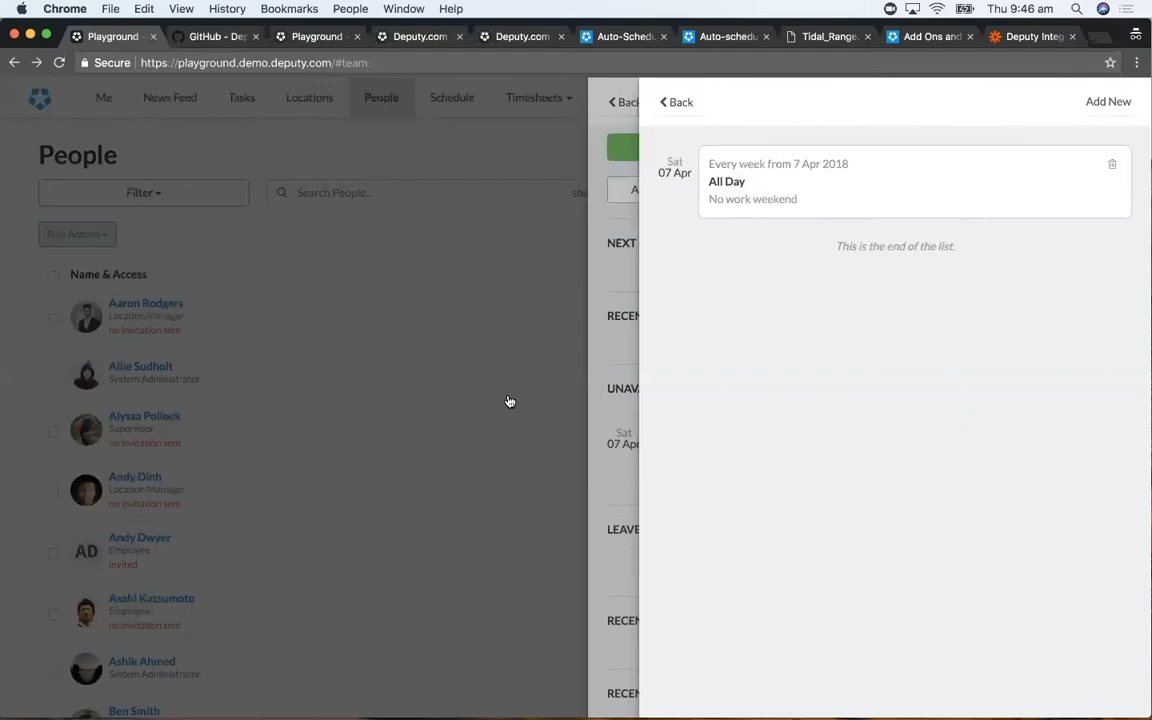 Chrome File Edit View History Bookmarks People Window Help Thu 9:46 am
Playground - Github - Dep Playground Deputy.com Deputy.com Auto-Schedu Auto-schedu Tidal_Range. Add Ons and Deputy Integ
Secure https://playground.demo.deputy.com/#team
Me News Feed Tasks Locations People Schedule Timesheets
Back
Back
Add New
People
Filter
Search People..
Bulk Actions
Name & Access
Aaron Rodgers
Location Manager
no invitation sent
Allie Sudholt
System Administrator
Alyssa Pollock
Supervisor
no invitation sent
Andy Dinh
Location Manager
no invitation sent
AD
Andy Dwyer
Employee
invited
Asahi Katsumoto
Employee
no invitation sent
Ashik Ahmed
System Administrator
Ben Smith
A
NEXT
RECEN
UNAVA
Sat
07 Apr
LEAVE
RECEN
RECEN
Sat
07 Apr
Every week from 7 Apr 2018
All Day
No work weekend
This is the end of the list.